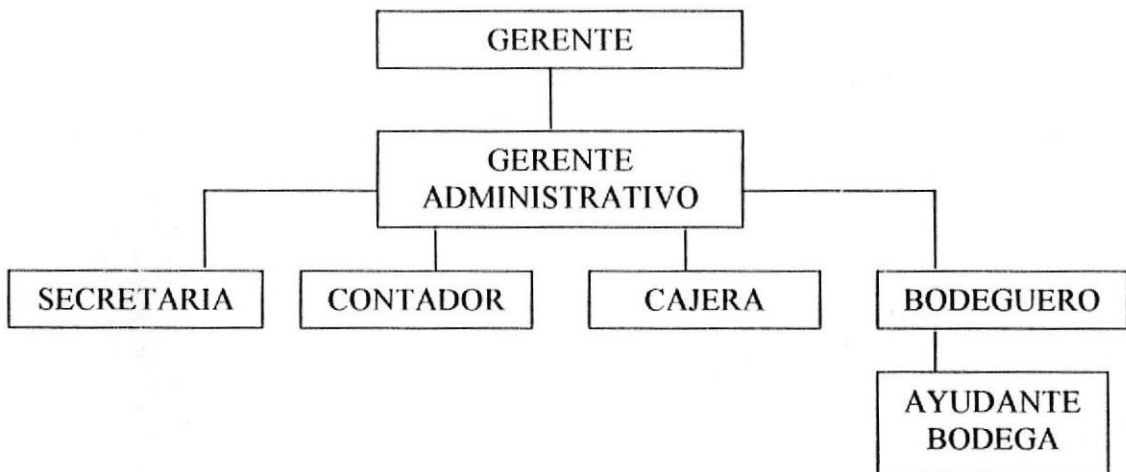 GERENTE
GERENTE
ADMINISTRATIVO
SECRETARIA
CONTADOR
CAJERA
BODEGUERO
AYUDANTE
BODEGA